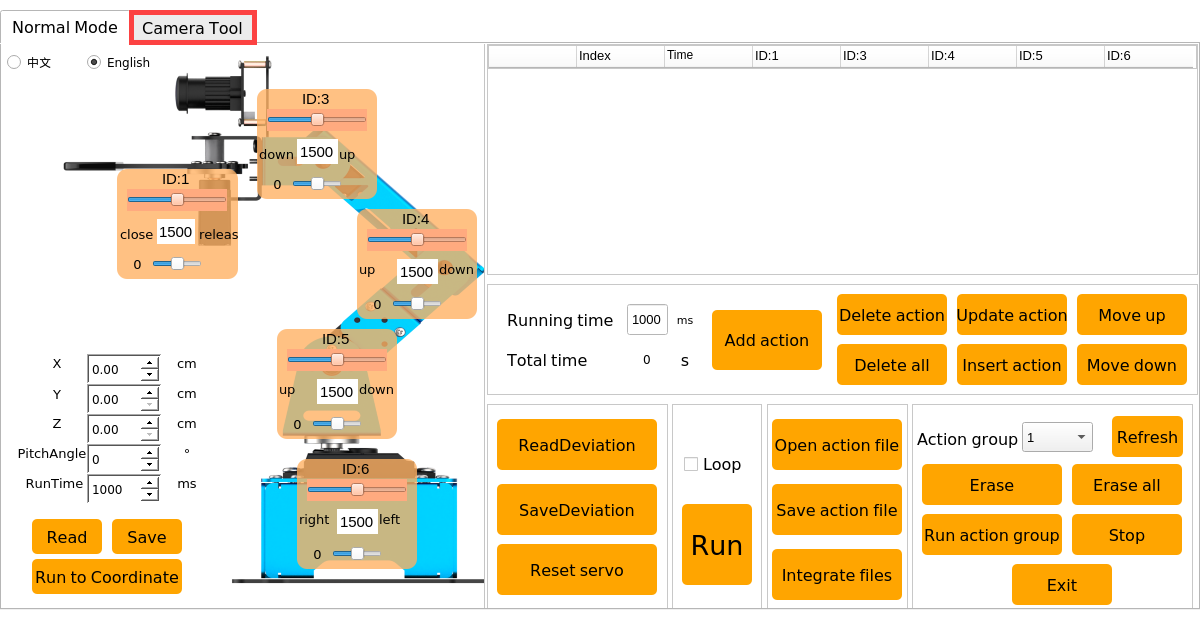 Normal Mode Camera Tool
中文 English
Index Time ID:1 ID:3 ID:4 ID:5 ID:6
ID:3
down 1500 up
0
ID:1
close 1500 releas
0
ID:4
up 1500 down
0
ID:5
up 1500 down
0
ID:6
right 1500 left
0
X 0.00 cm
Y 0.00 cm
Z 0.00 cm
PitchAngle 0 °
RunTime 1000 ms
Read Save
Run to Coordinate
Running time 1000 ms
Total time 0 s
Add action
Delete action Update action Move up
Delete all Insert action Move down
ReadDeviation
SaveDeviation
Reset servo
Loop
Run
Open action file
Save action file
Integrate files
Action group 1 Refresh
Erase Erase all
Run action group Stop
Exit